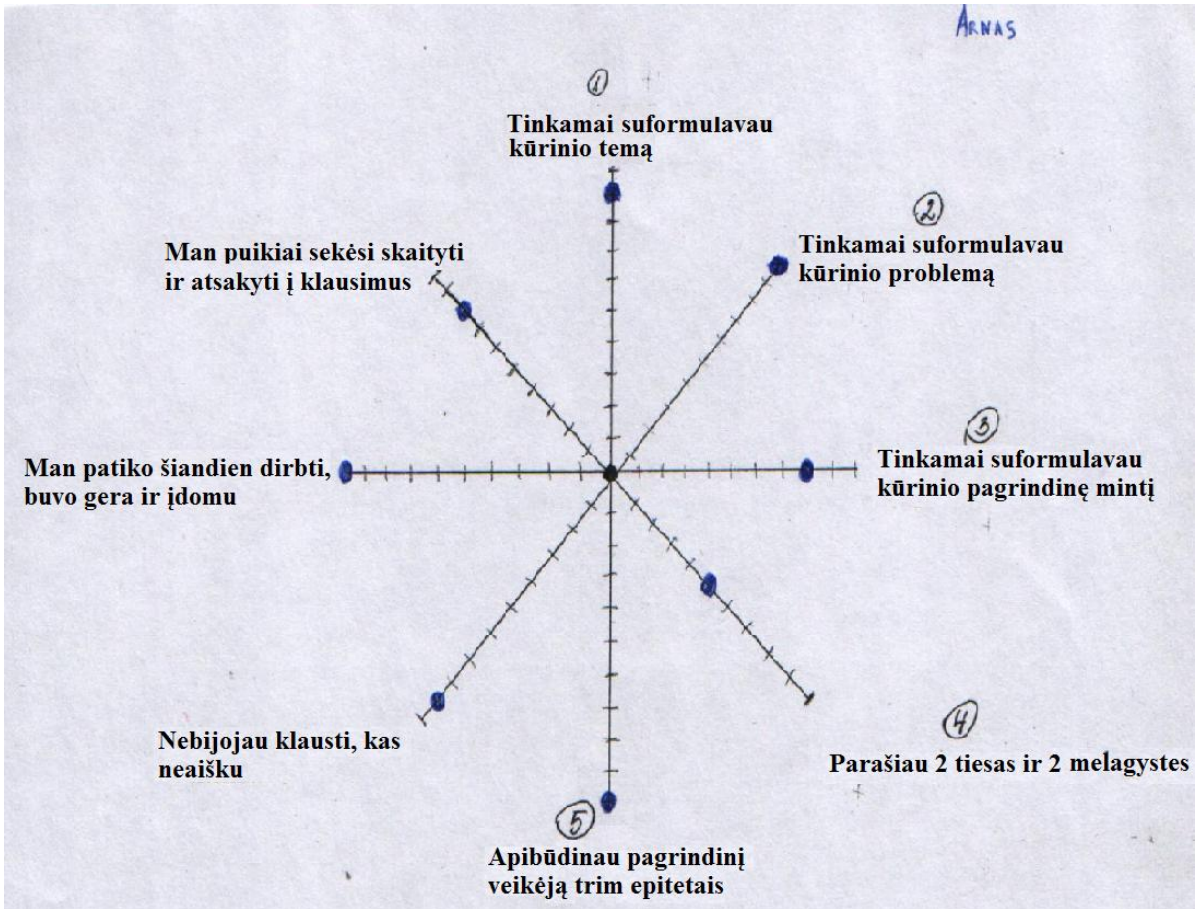 ARNAS
1
Tinkamai suformulavau
kūrinio temą
2
Tinkamai suformulavau
kūrinio problemą
Man puikiai sekėsi skaityti
ir atsakyti į klausimus
3
Tinkamai suformulavau
kūrinio pagrindinę mintį
Man patiko šiandien dirbti,
buvo gera ir įdomu
4
Parašiau 2 tiesas ir 2 melagystes
Nebijojau klausti, kas
neaišku
5
Apibūdinau pagrindinį
veikėją trim epitetais